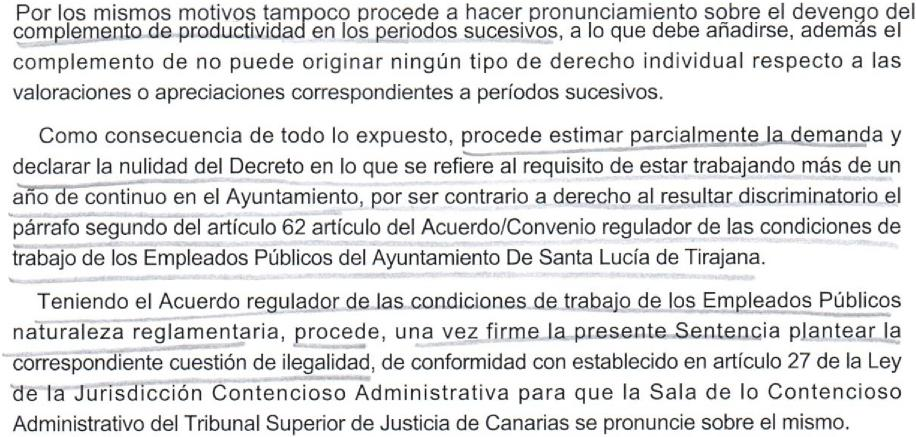 Por los mismos motivos tampoco procede a hacer pronunciamiento sobre el devengo del
complemento de productividad en los periodos sucesivos, a lo que debe añadirse, además el
complemento de no puede originar ningún tipo de derecho individual respecto a las
valoraciones o apreciaciones correspondientes a períodos sucesivos.
Como consecuencia de todo lo expuesto, procede estimar parcialmente la demanda y
declarar la nulidad del Decreto en lo que se refiere al requisito de estar trabajando más de un
año de continuo en el Ayuntamiento, por ser contrario a derecho al resultar discriminatorio el
párrafo segundo del artículo 62 artículo del Acuerdo/Convenio regulador de las condiciones de
trabajo de los Empleados Públicos del Ayuntamiento De Santa Lucía de Tirajana.
Teniendo el Acuerdo regulador de las condiciones de trabajo de los Empleados Públicos
naturaleza reglamentaria, procede, una vez firme la presente Sentencia plantear la
correspondiente cuestión de ilegalidad, de conformidad con establecido en artículo 27 de la Ley
de la Jurisdicción Contencioso Administrativa para que la Sala de lo Contencioso
Administrativo del Tribunal Superior de Justicia de Canarias se pronuncie sobre el mismo.